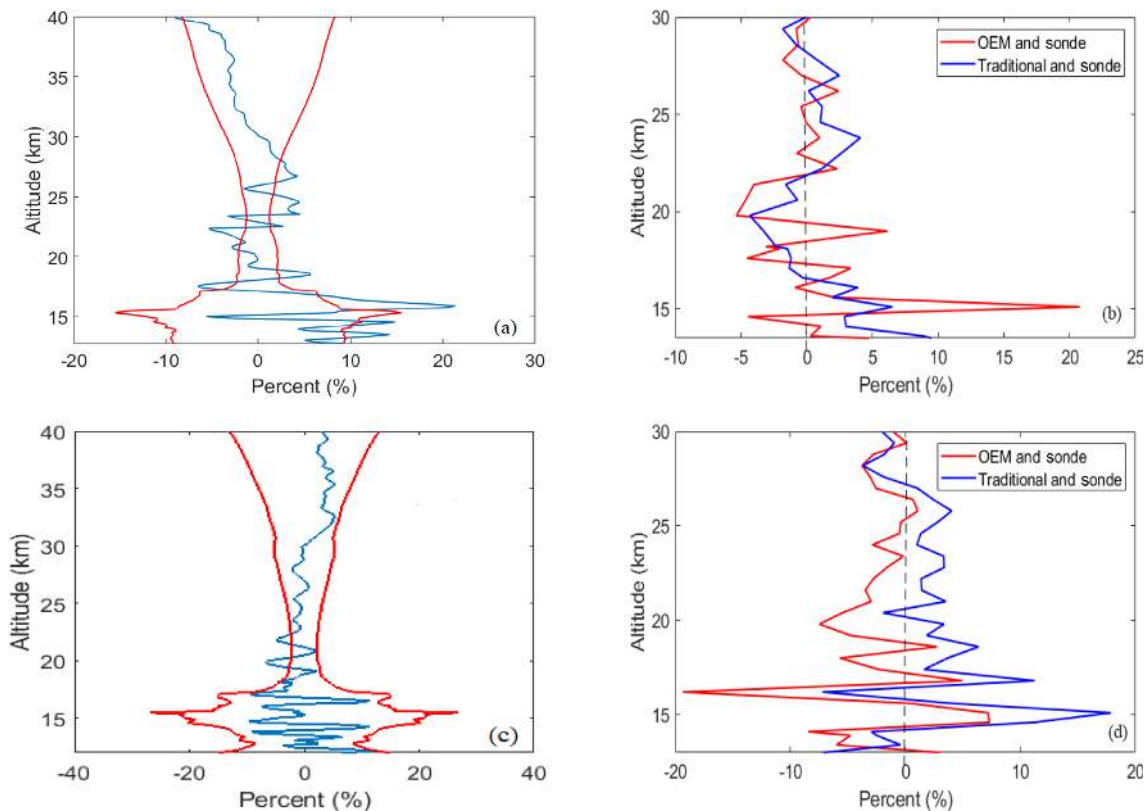 40
35
30
25
20
15
Altitude (km)
(a)
-20 -10 0 10 20 30
Percent (%)
30
25
20
15
Altitude (km)
OEM and sonde
Traditional and sonde
(b)
-10 -5 0 5 10 15 20 25
Percent (%)
40
35
30
25
20
15
Altitude (km)
(c)
-40 -20 0 20 40
Percent (%)
30
25
20
15
Altitude (km)
OEM and sonde
Traditional and sonde
(d)
-20 -10 0 10 20
Percent (%)